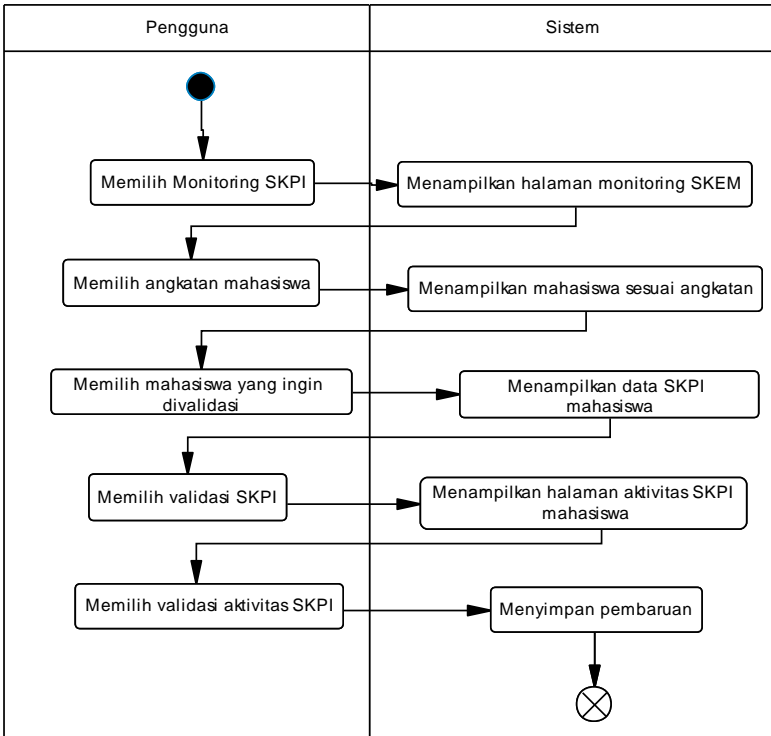 Pengguna
Sistem
Memilih Monitoring SKPI
Menampilkan halaman monitoring SKEM
Memilih angkatan mahasiswa
Menampilkan mahasiswa sesuai angkatan
Memilih mahasiswa yang ingin
divalidasi
Menampilkan data SKPI
mahasiswa
Memilih validasi SKPI
Menampilkan halaman aktivitas SKPI
mahasiswa
Memilih validasi aktivitas SKPI
Menyimpan pembaruan